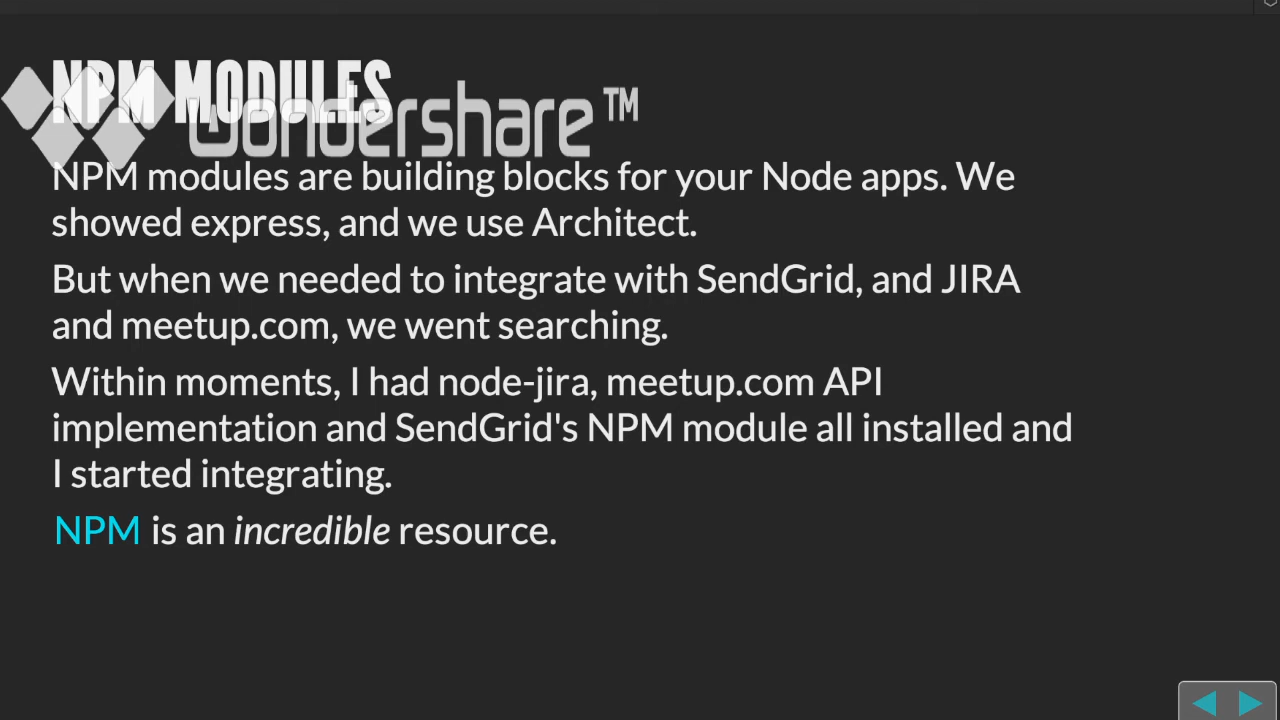 NPM MODULES
wondershare™
NPM modules are building blocks for your Node apps. We
showed express, and we use Architect.
But when we needed to integrate with SendGrid, and JIRA
and meetup.com, we went searching.
Within moments, I had node-jira, meetup.com API
implementation and SendGrid's NPM module all installed and
I started integrating.
NPM is an incredible resource.